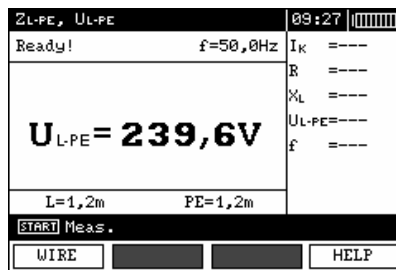 ZL-PE, UL-PE 09:27
Ready! f=50,0Hz
IK =---
R =---
XL =---
UL-PE=---
f =---
UL-PE= 239,6V
L=1,2m PE=1,2m
START Meas.
WIRE HELP